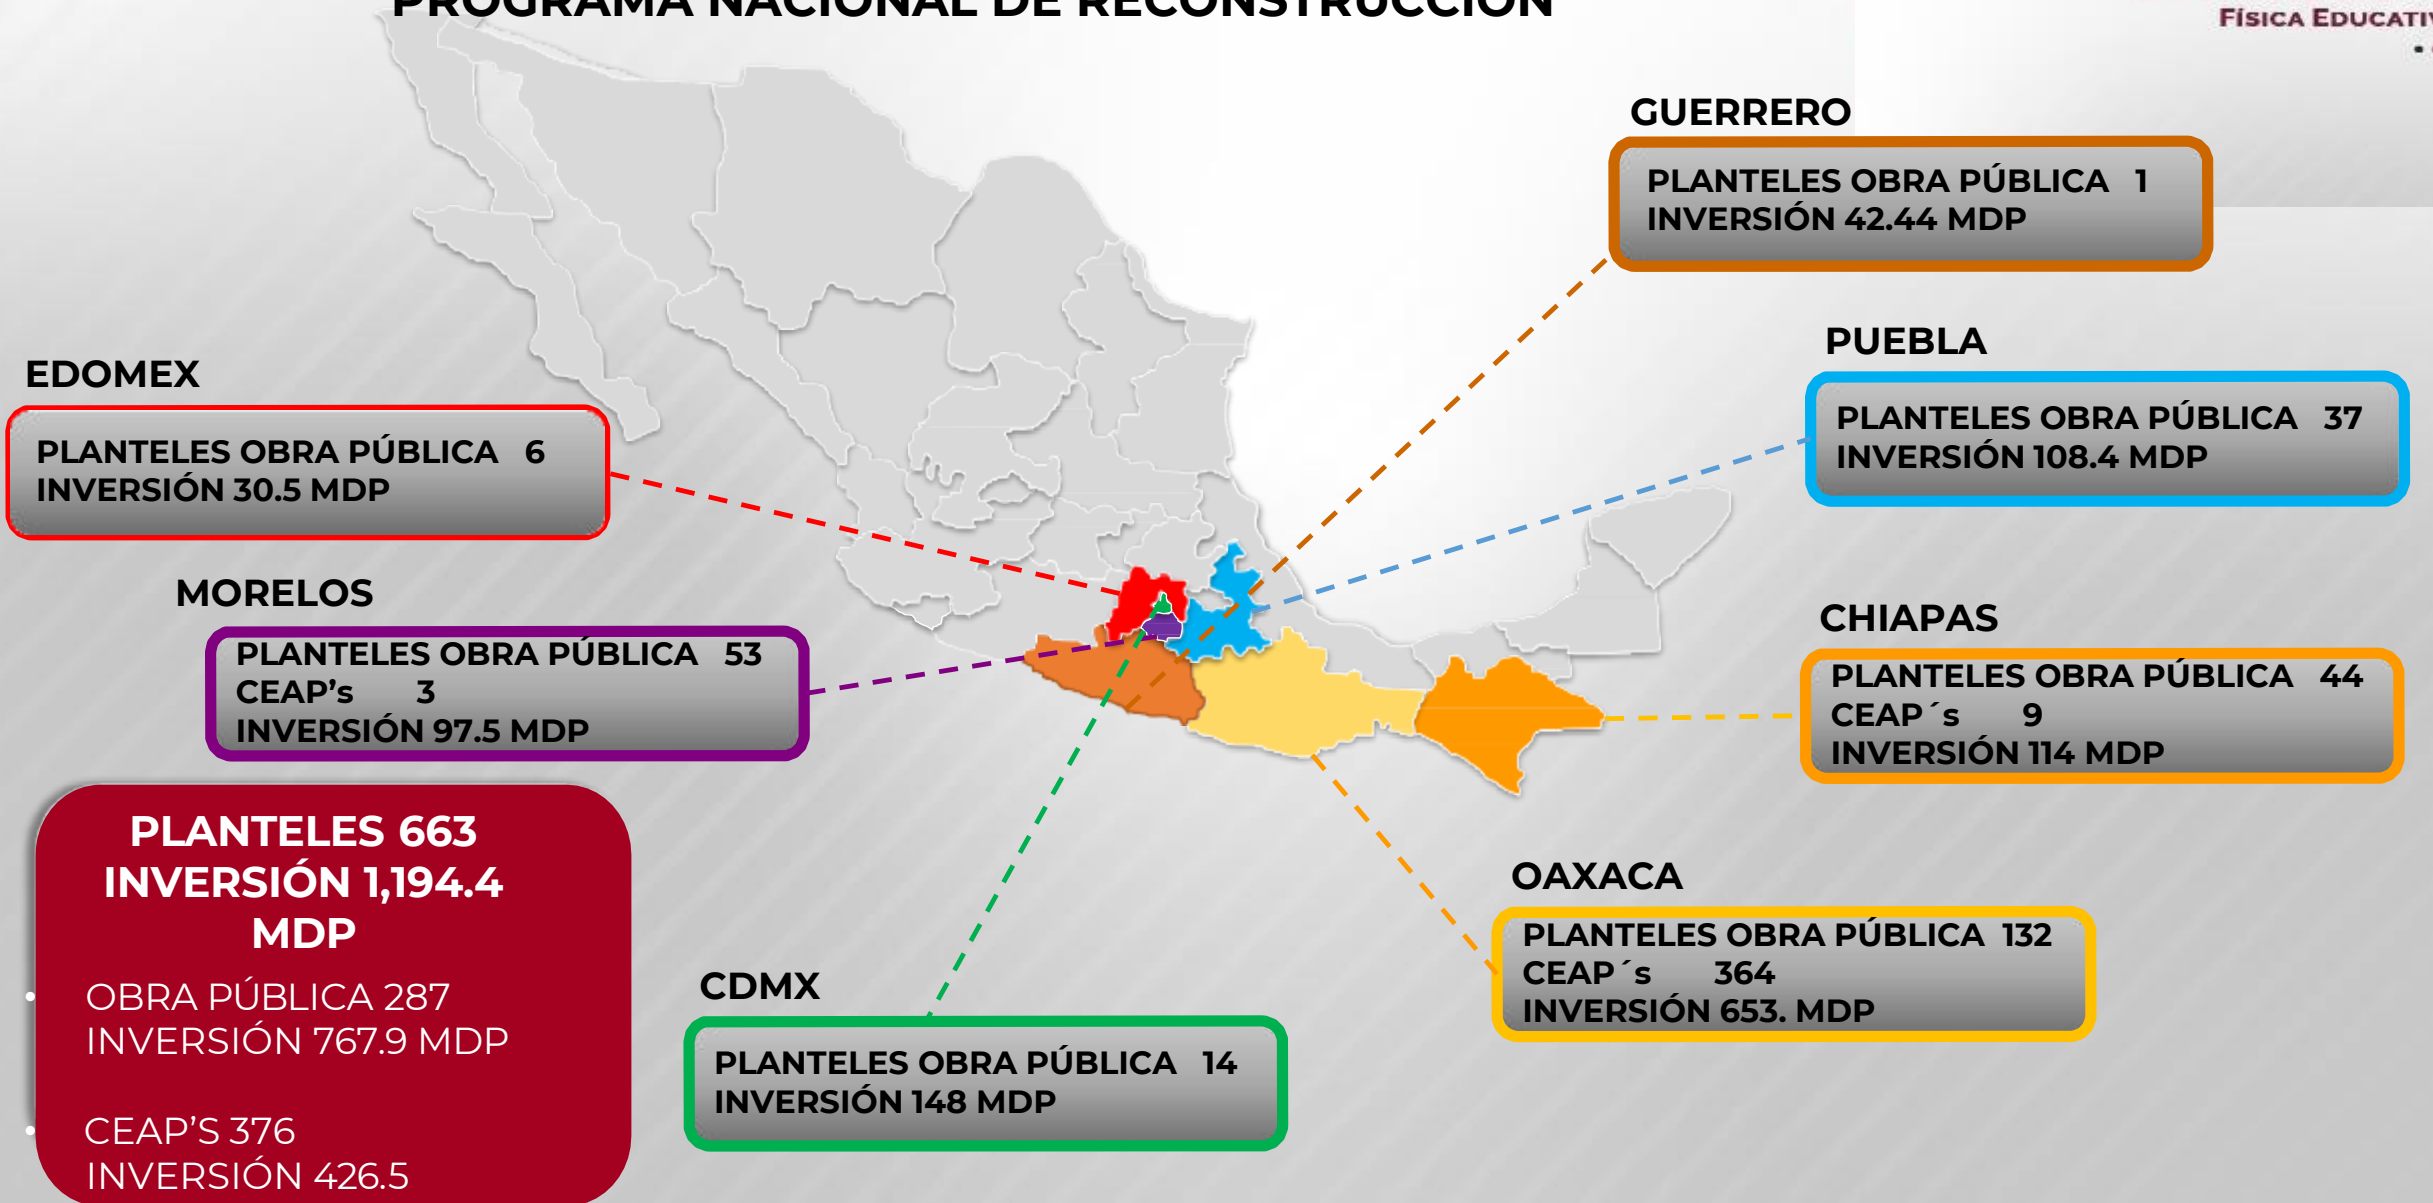 PROGRAMA NACIONAL DE RECONSTRUCCIÓN
FÍSICA EDUCATIV
GUERRERO
PLANTELES OBRA PÚBLICA 1
INVERSIÓN 42.44 MDP
PUEBLA
PLANTELES OBRA PÚBLICA 37
INVERSIÓN 108.4 MDP
EDOMEX
PLANTELES OBRA PÚBLICA 6
INVERSIÓN 30.5 MDP
MORELOS
PLANTELES OBRA PÚBLICA 53
CEAP’s 3
INVERSIÓN 97.5 MDP
CHIAPAS
PLANTELES OBRA PÚBLICA 44
CEAP´s 9
INVERSIÓN 114 MDP
PLANTELES 663
INVERSIÓN 1,194.4
MDP
• OBRA PÚBLICA 287
INVERSIÓN 767.9 MDP
• CEAP’S 376
INVERSIÓN 426.5
OAXACA
PLANTELES OBRA PÚBLICA 132
CEAP´s 364
INVERSIÓN 653. MDP
CDMX
PLANTELES OBRA PÚBLICA 14
INVERSIÓN 148 MDP